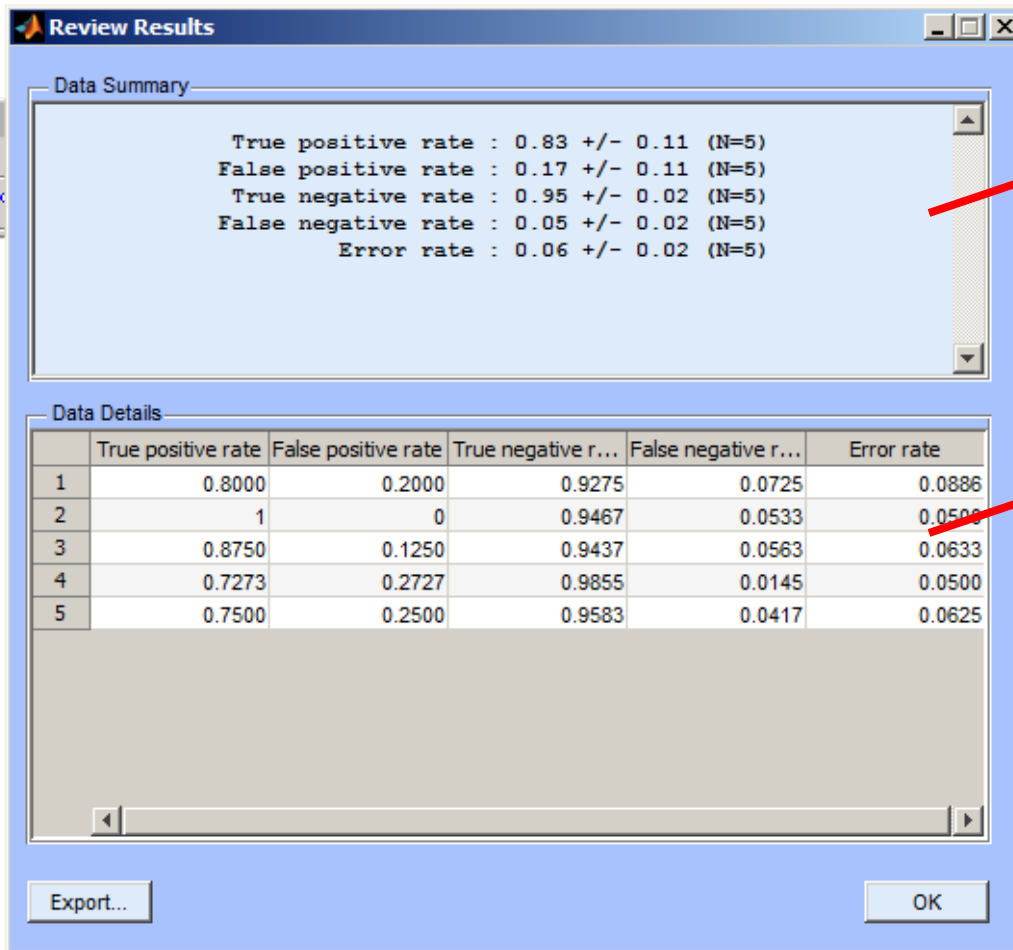 Review Results
Data Summary
True positive rate : 0.83 +/- 0.11 (N=5)
False positive rate : 0.17 +/- 0.11 (N=5)
True negative rate : 0.95 +/- 0.02 (N=5)
False negative rate : 0.05 +/- 0.02 (N=5)
Error rate : 0.06 +/- 0.02 (N=5)
Data Details
True positive rate False positive rate True negative r... False negative r... Error rate
1 0.8000 0.2000 0.9275 0.0725 0.0886
2 1 0 0.9467 0.0533 0.0500
3 0.8750 0.1250 0.9437 0.0563 0.0633
4 0.7273 0.2727 0.9855 0.0145 0.0500
5 0.7500 0.2500 0.9583 0.0417 0.0625
Export... OK